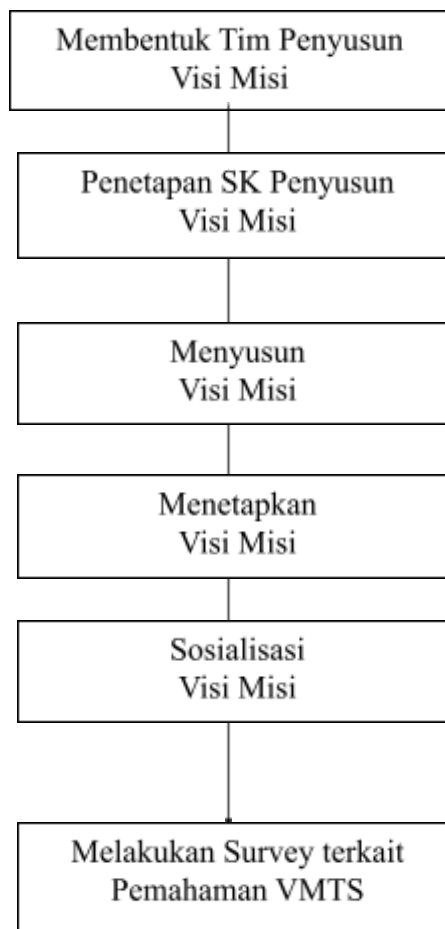 Membentuk Tim Penyusun
Visi Misi
Penetapan SK Penyusun
Visi Misi
Menyusun
Visi Misi
Menetapkan
Visi Misi
Sosialisasi
Visi Misi
Melakukan Survey terkait
Pemahaman VMTS